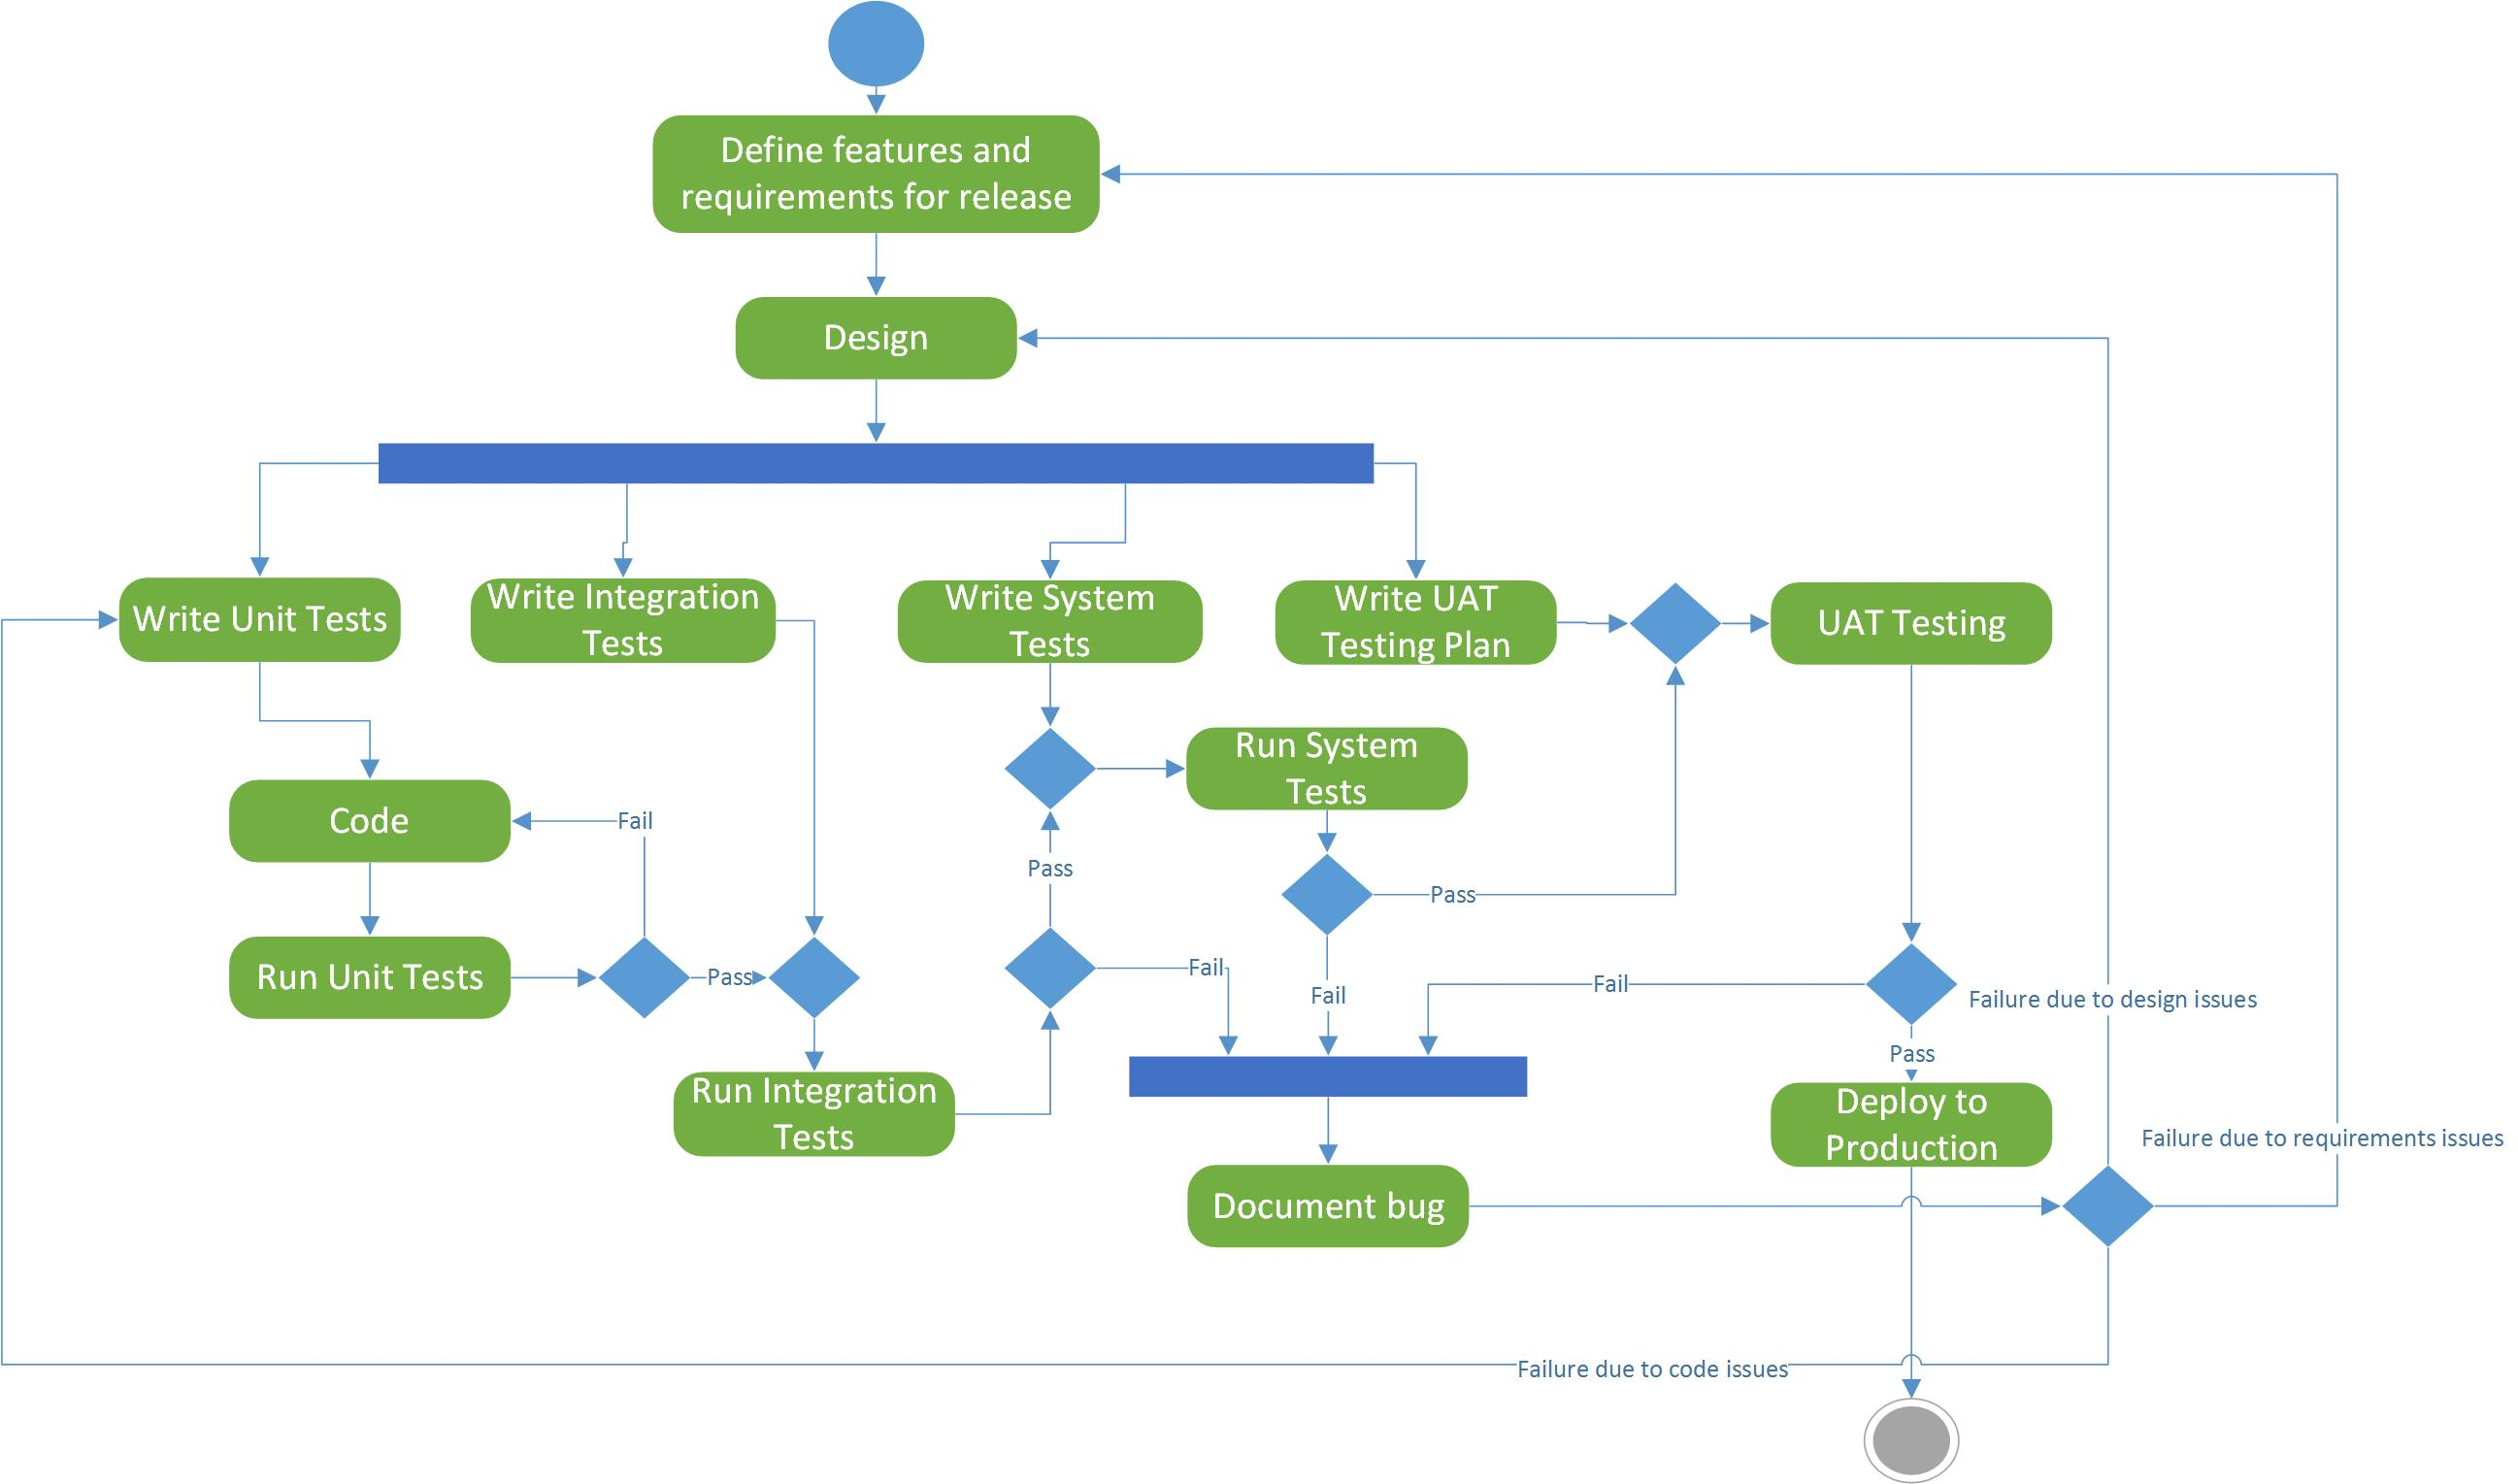 Define features and
requirements for release
Design
Write Unit Tests
Write Integration
Tests
Write System
Tests
Write UAT
Testing Plan
UAT Testing
Run System
Tests
Code
Fail
Pass
Pass
Run Unit Tests
Pass
Fail
Fail
Fail
Failure due to design issues
Pass
Run Integration
Tests
Deploy to
Production
Failure due to requirements issues
Document bug
Failure due to code issues